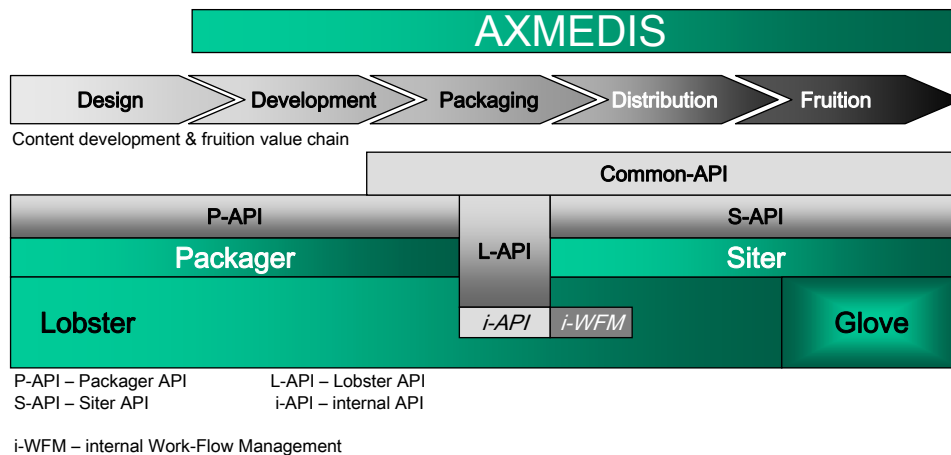 AXMEDIS
Design Development Packaging Distribution Fruition
Content development & fruition value chain
Common-API
P-API L-API S-API
Packager Siter
Lobster i-API i-WFM Glove
P-API – Packager API L-API – Lobster API
S-API – Siter API i-API – internal API
i-WFM – internal Work-Flow Management